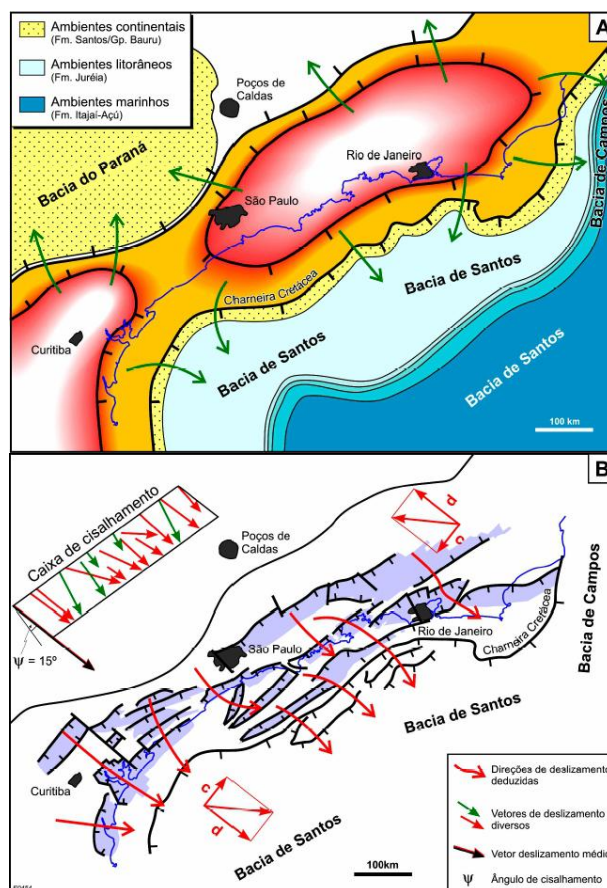 A
Ambientes continentais
(Fm. Santos/Gp. Bauru)
Ambientes litorâneos
(Fm. Juréia)
Ambientes marinhos
(Fm. Itajaí-Açú)
Poços de
Caldas
Bacia do Paraná
Rio de Janeiro
São Paulo
Bacia de Campos
Charneira Cretácea
Bacia de Santos
Curitiba
Bacia de Santos
Bacia de Santos
100 km
B
Caixa de cisalhamento
d
c
Poços de
Caldas
ψ = 15º
Bacia de Campos
Charneira Cretácea
Rio de Janeiro
São Paulo
Bacia de Santos
Curitiba
c
d
Bacia de Santos
100km
Direções de deslizamento
deduzidas
Vetores de deslizamento
diversos
Vetor deslizamento médio
ψ Ângulo de cisalhamento